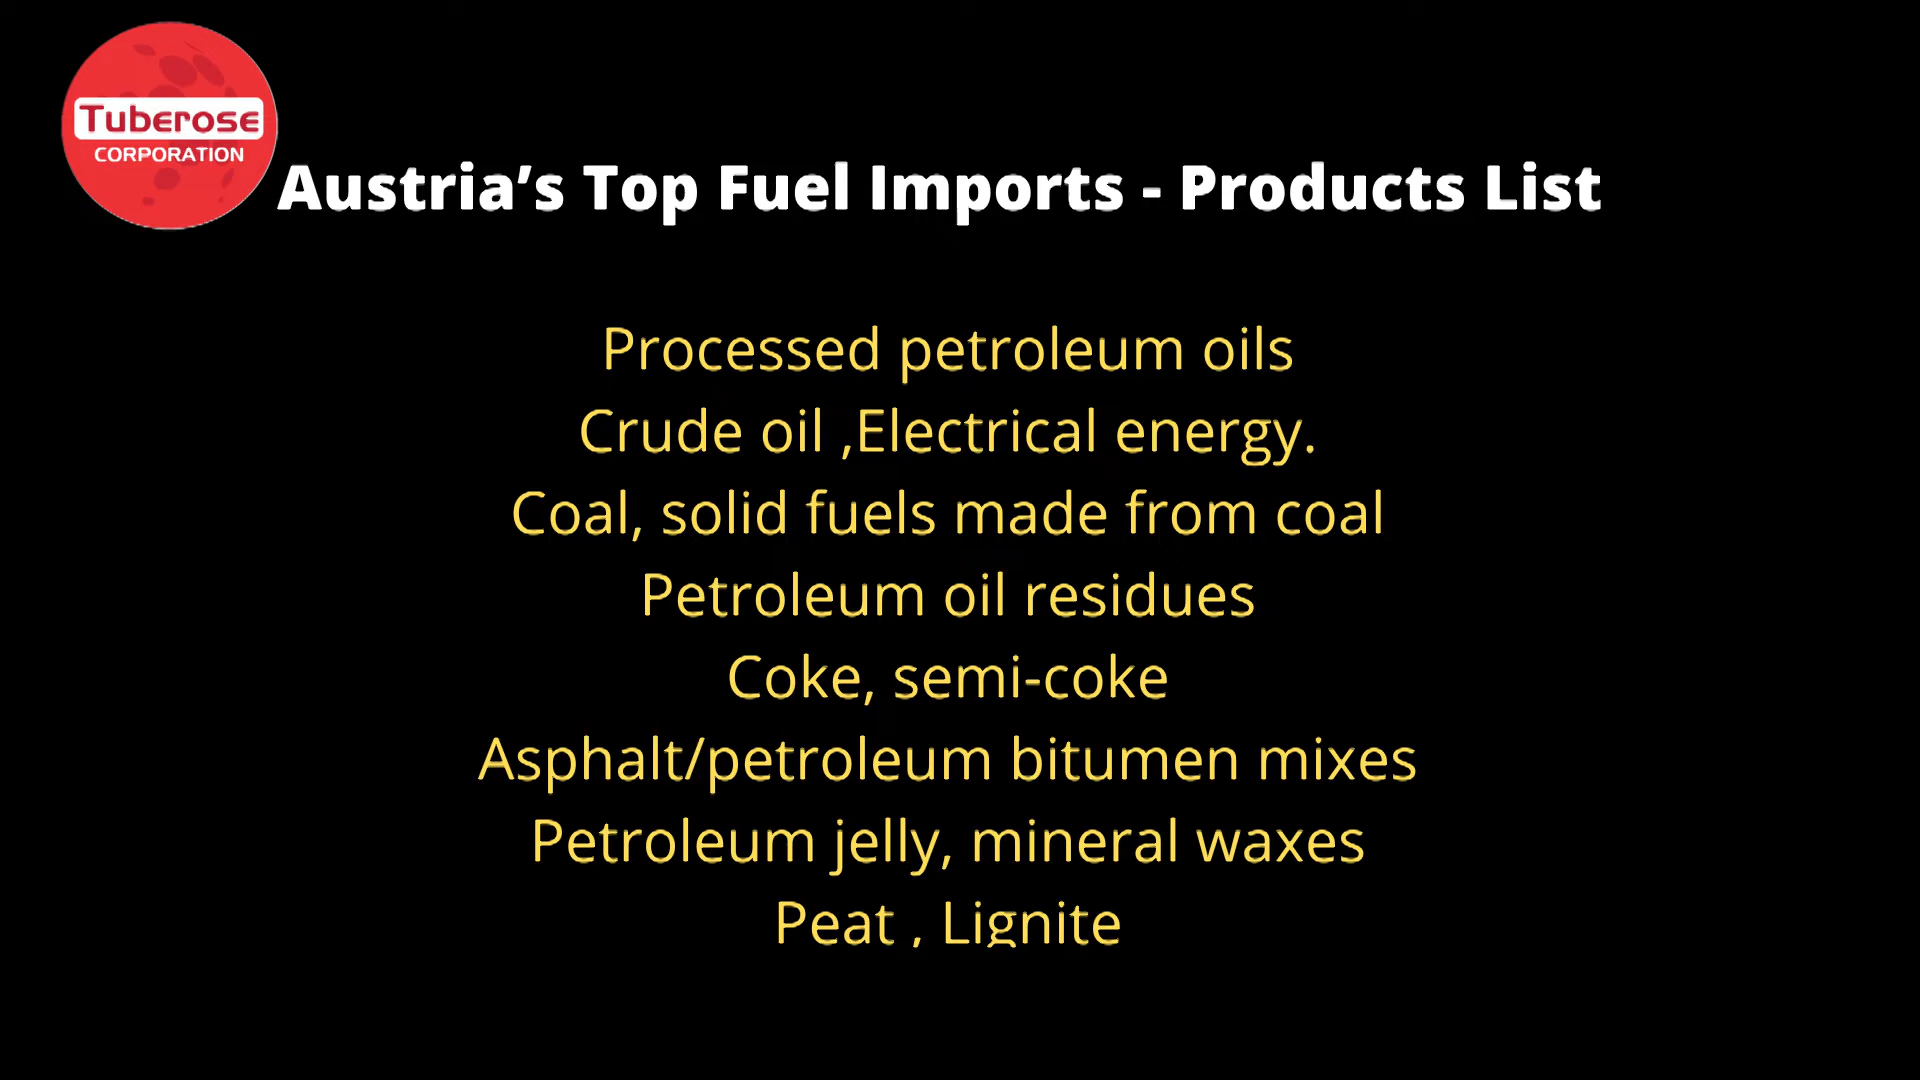 Tuberose
CORPORATION
Austria’s Top Fuel Imports - Products List
Processed petroleum oils
Crude oil ,Electrical energy.
Coal, solid fuels made from coal
Petroleum oil residues
Coke, semi-coke
Asphalt/petroleum bitumen mixes
Petroleum jelly, mineral waxes
Peat , Lignite